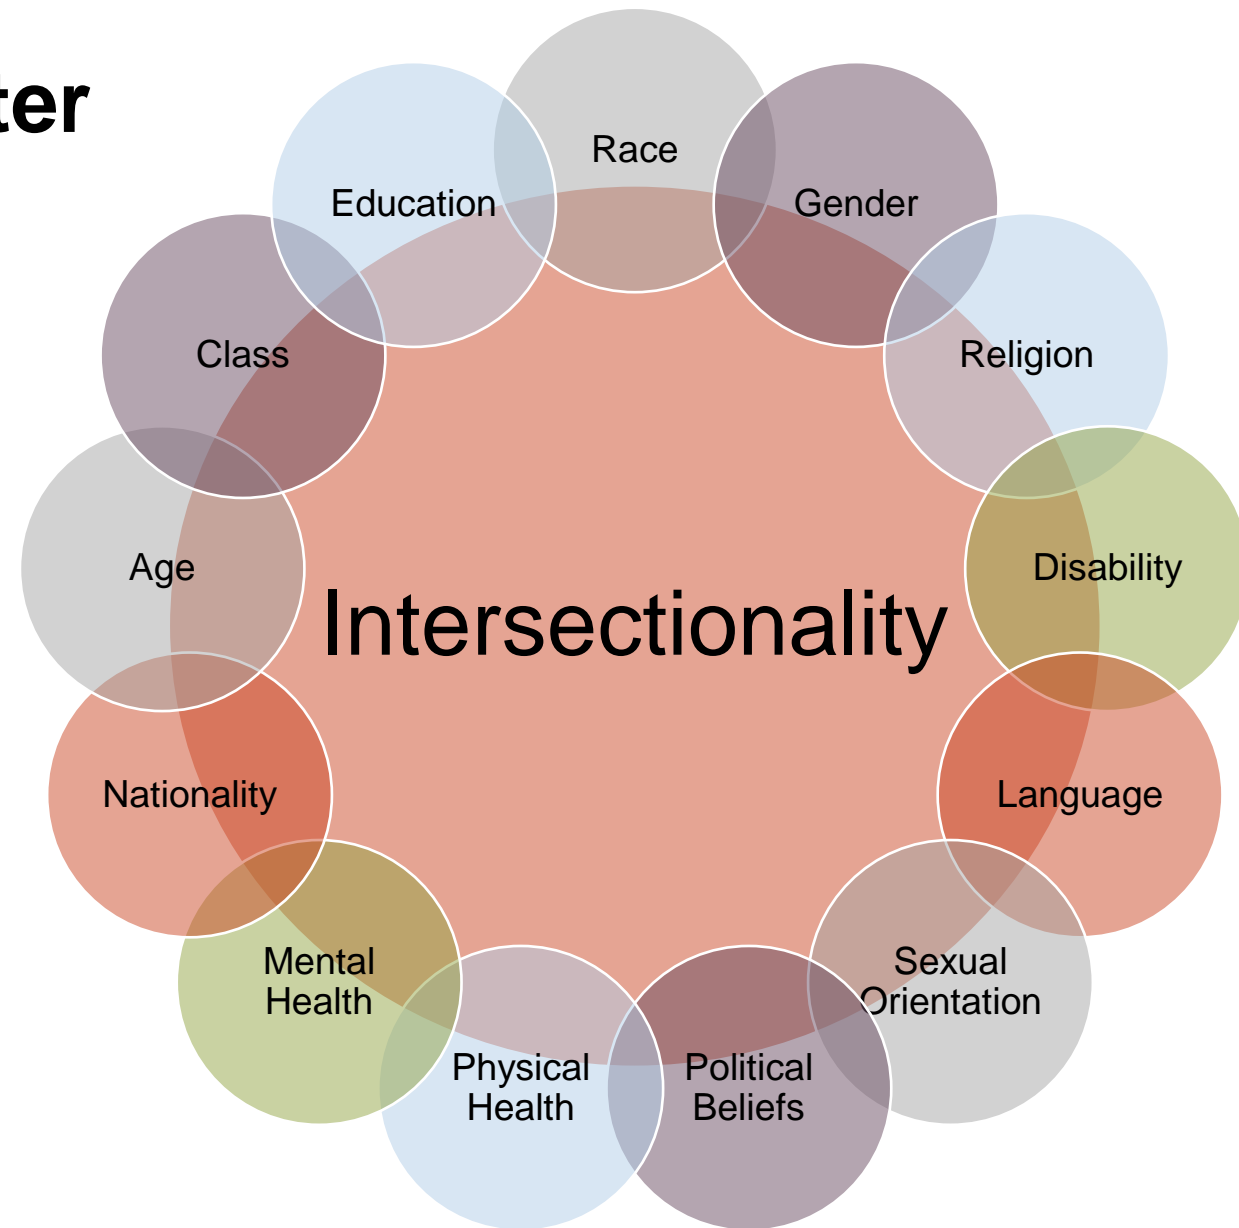 ter
Race
Education
Gender
Class
Religion
Age
Disability
Intersectionality
Nationality
Language
Mental
Health
Sexual
Orientation
Physical
Health
Political
Beliefs